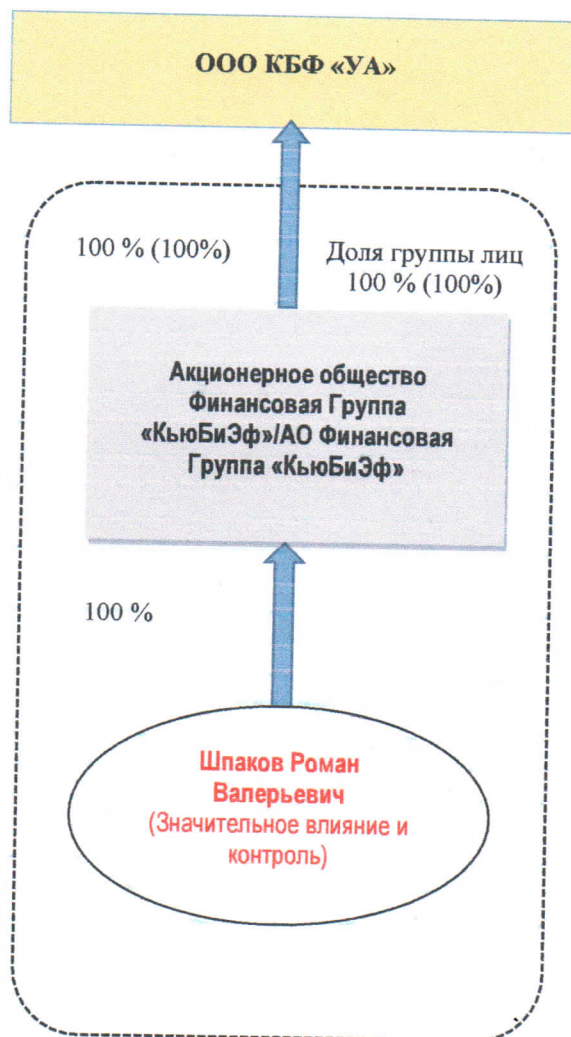 ООО КБФ «УА»
100 % (100%)
Доля группы лиц
100 % (100%)
Акционерное общество
Финансовая Группа
«КьюБиЭф»/АО Финансовая
Группа «КьюБиЭф»
100 %
Шпаков Роман
Валерьевич
(Значительное влияние и
контроль)